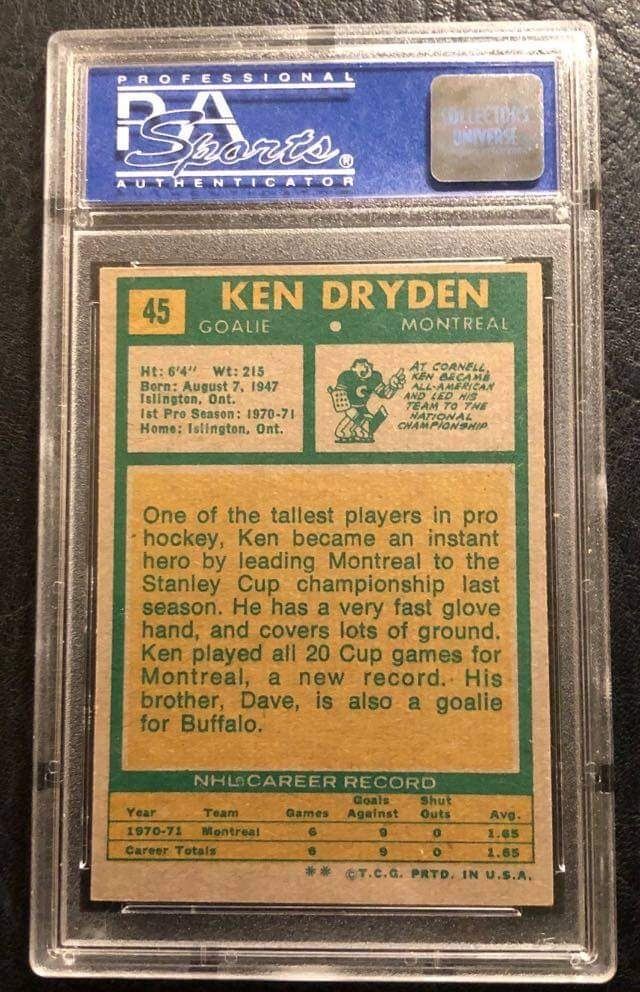 PROFESSIONAL
PSA
Sports®
AUTHENTICATOR
COLLECTORS
UNIVERSE
45
KEN DRYDEN
GOALIE • MONTREAL
Ht: 6'4" Wt: 215
Born: August 7, 1947
Islington, Ont.
1st Pro Season: 1970-71
Home: Islington, Ont.
AT CORNELL,
KEN BECAME
ALL-AMERICAN
AND LED HIS
TEAM TO THE
NATIONAL
CHAMPIONSHIP
C
One of the tallest players in pro
hockey, Ken became an instant
hero by leading Montreal to the
Stanley Cup championship last
season. He has a very fast glove
hand, and covers lots of ground.
Ken played all 20 Cup games for
Montreal, a new record. His
brother, Dave, is also a goalie
for Buffalo.
NHL CAREER RECORD
Year Team Games Goals Against Shut Outs Avg.
1970-71 Montreal 6 9 0 1.65
Career Totals 6 9 0 1.65
** ©T.C.G. PRTD. IN U.S.A.